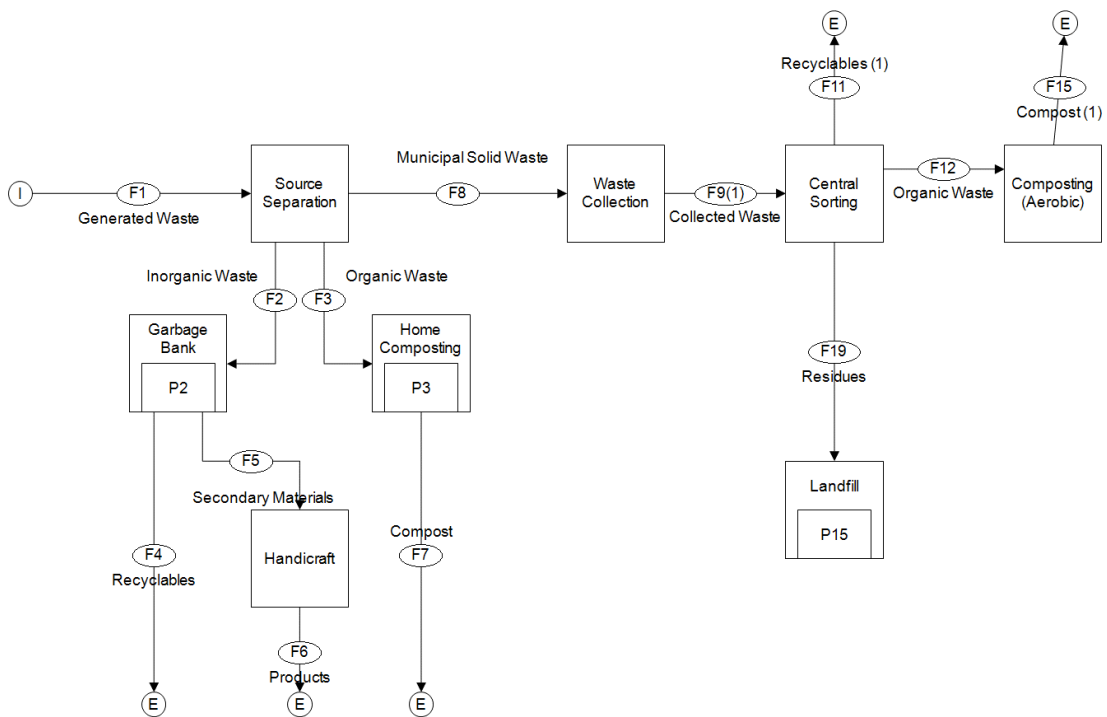 E
E
Recyclables (1)
F11
F15
Compost (1)
Municipal Solid Waste
I
F1
Generated Waste
Source
Separation
F8
Waste
Collection
F9(1)
Collected Waste
Central
Sorting
F12
Organic Waste
Composting
(Aerobic)
Inorganic Waste
Organic Waste
F2
F3
Garbage
Bank
P2
Home
Composting
P3
F19
Residues
F5
Secondary Materials
Landfill
P15
F4
Recyclables
Handicraft
Compost
F7
F6
Products
E
E
E